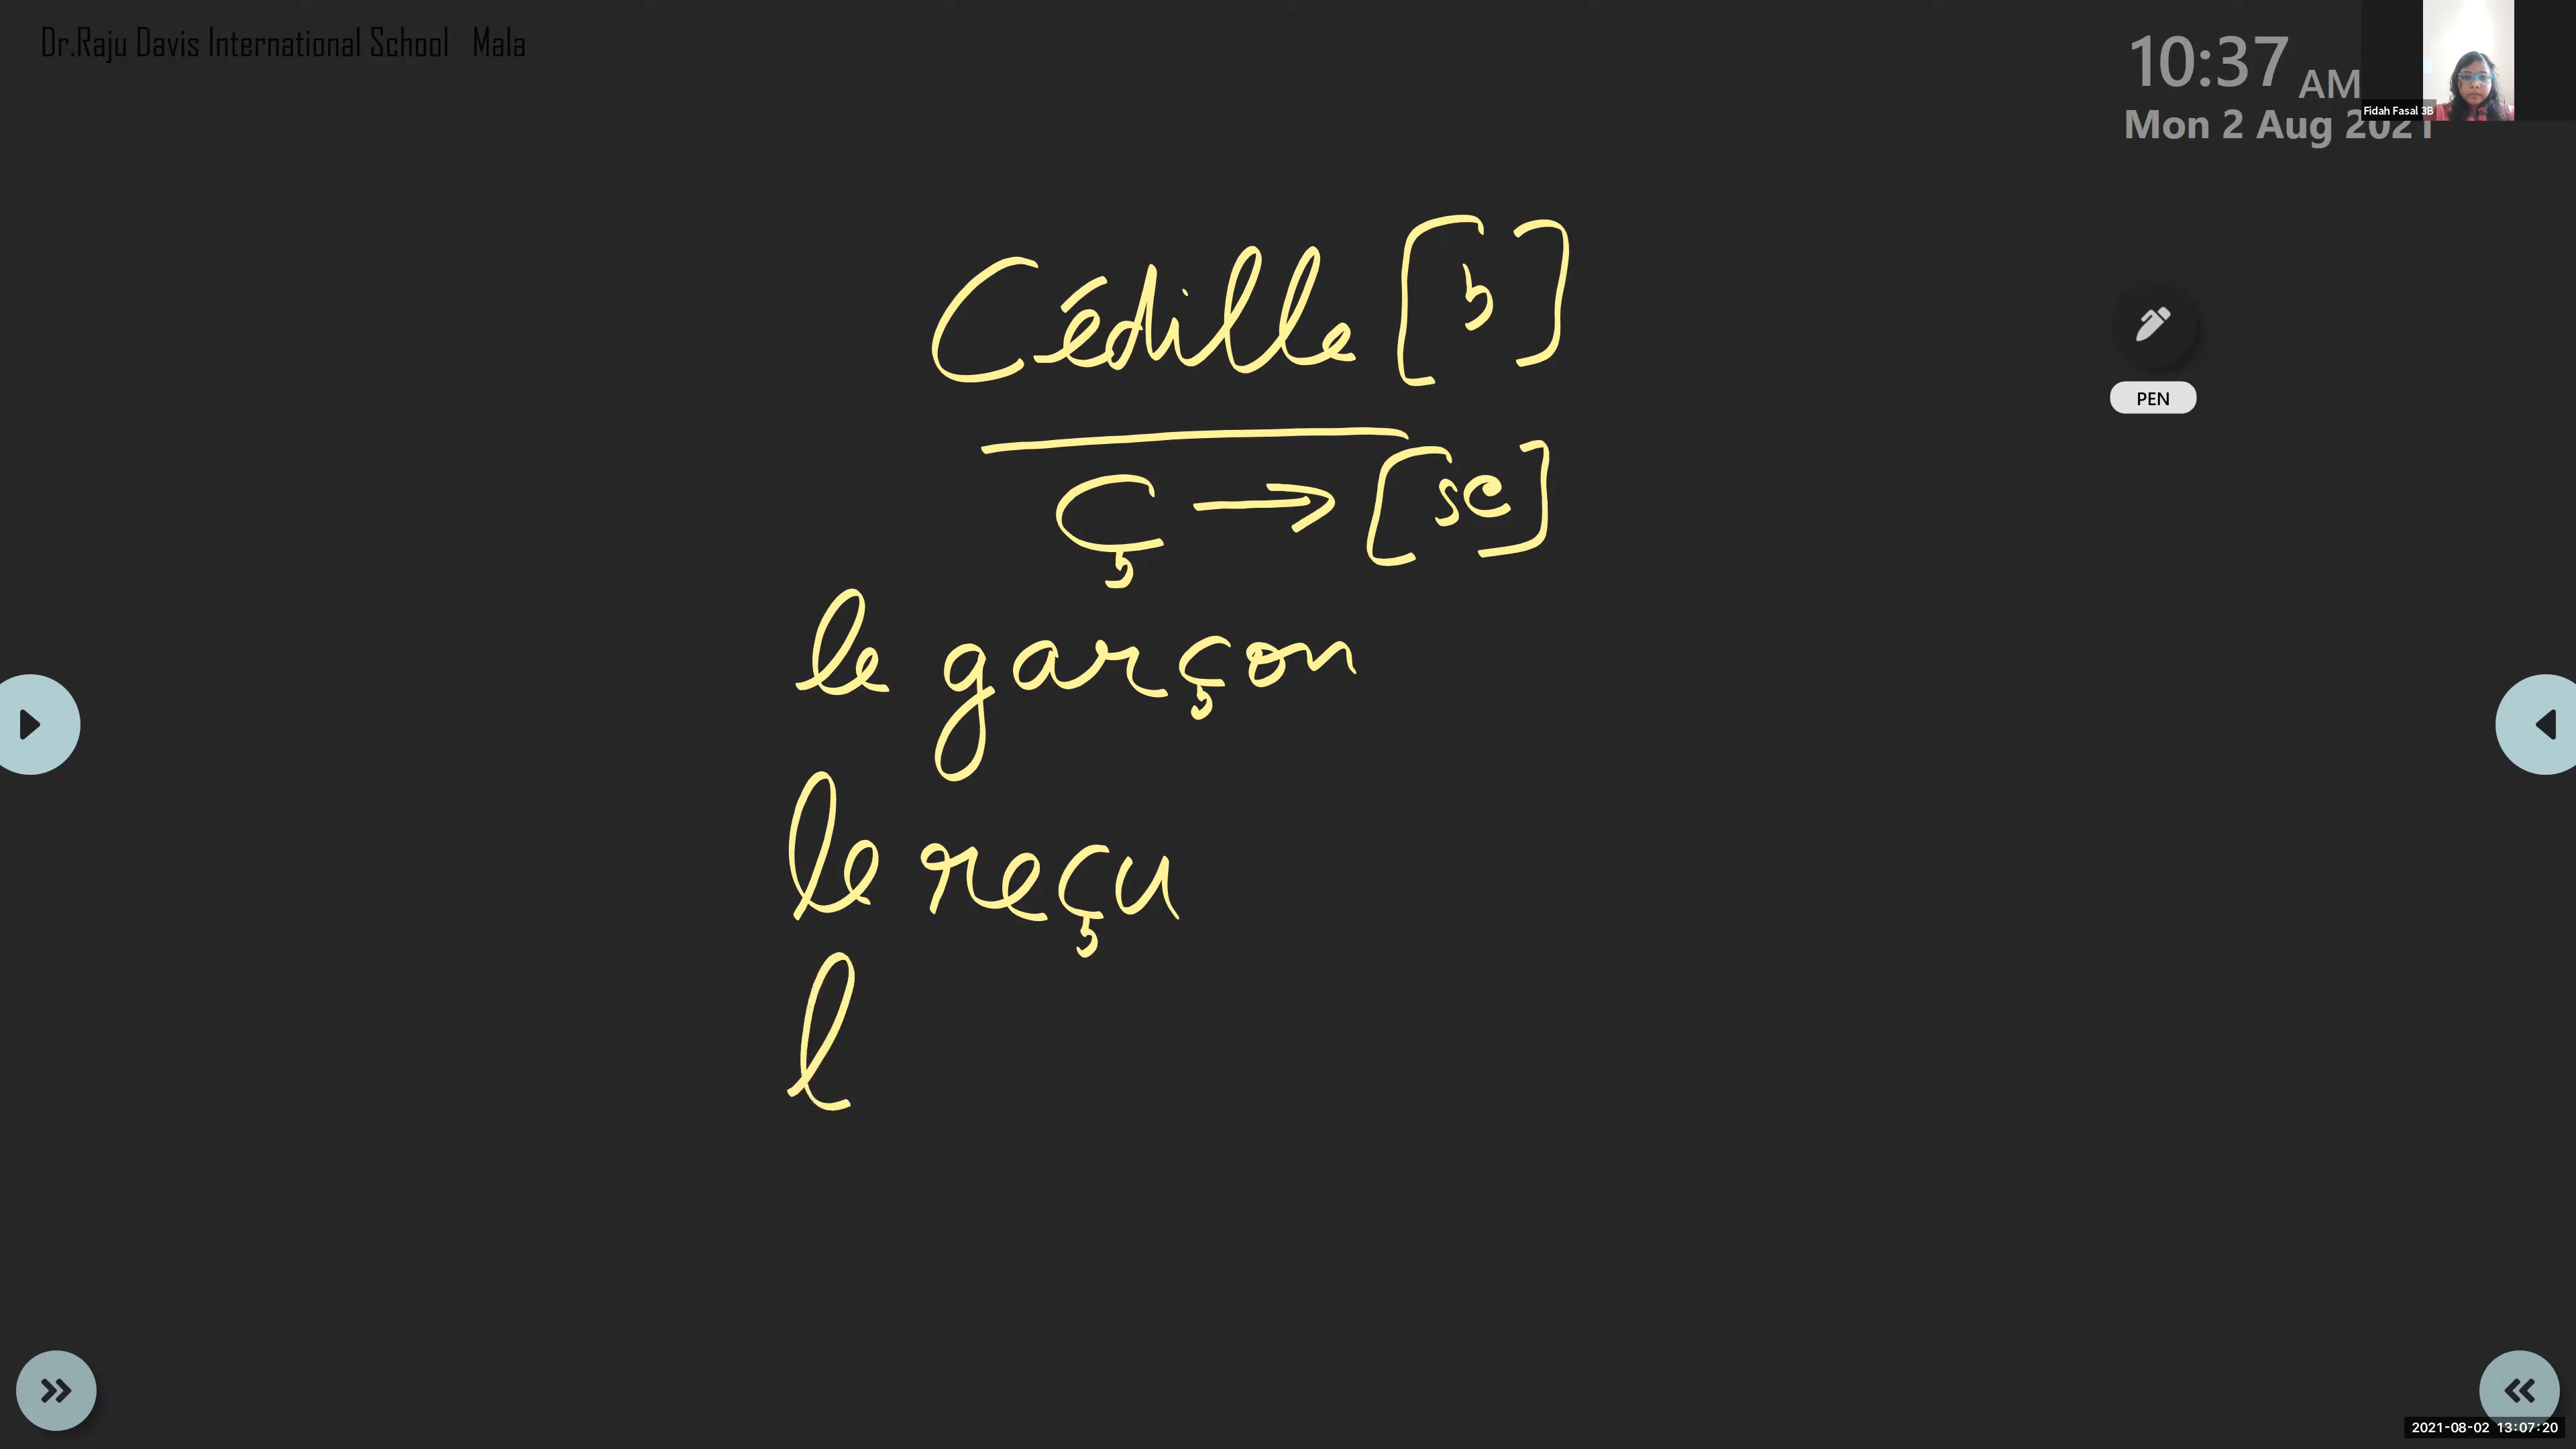 Dr.Raju Davis International School Mala
10:37 AM
Mon 2 Aug 2021
Fidah Fasal 3B
Cédille [ ̧ ]
PEN
ç → [se]
le garçon
le reçu
l
2021-08-02 13:07:20